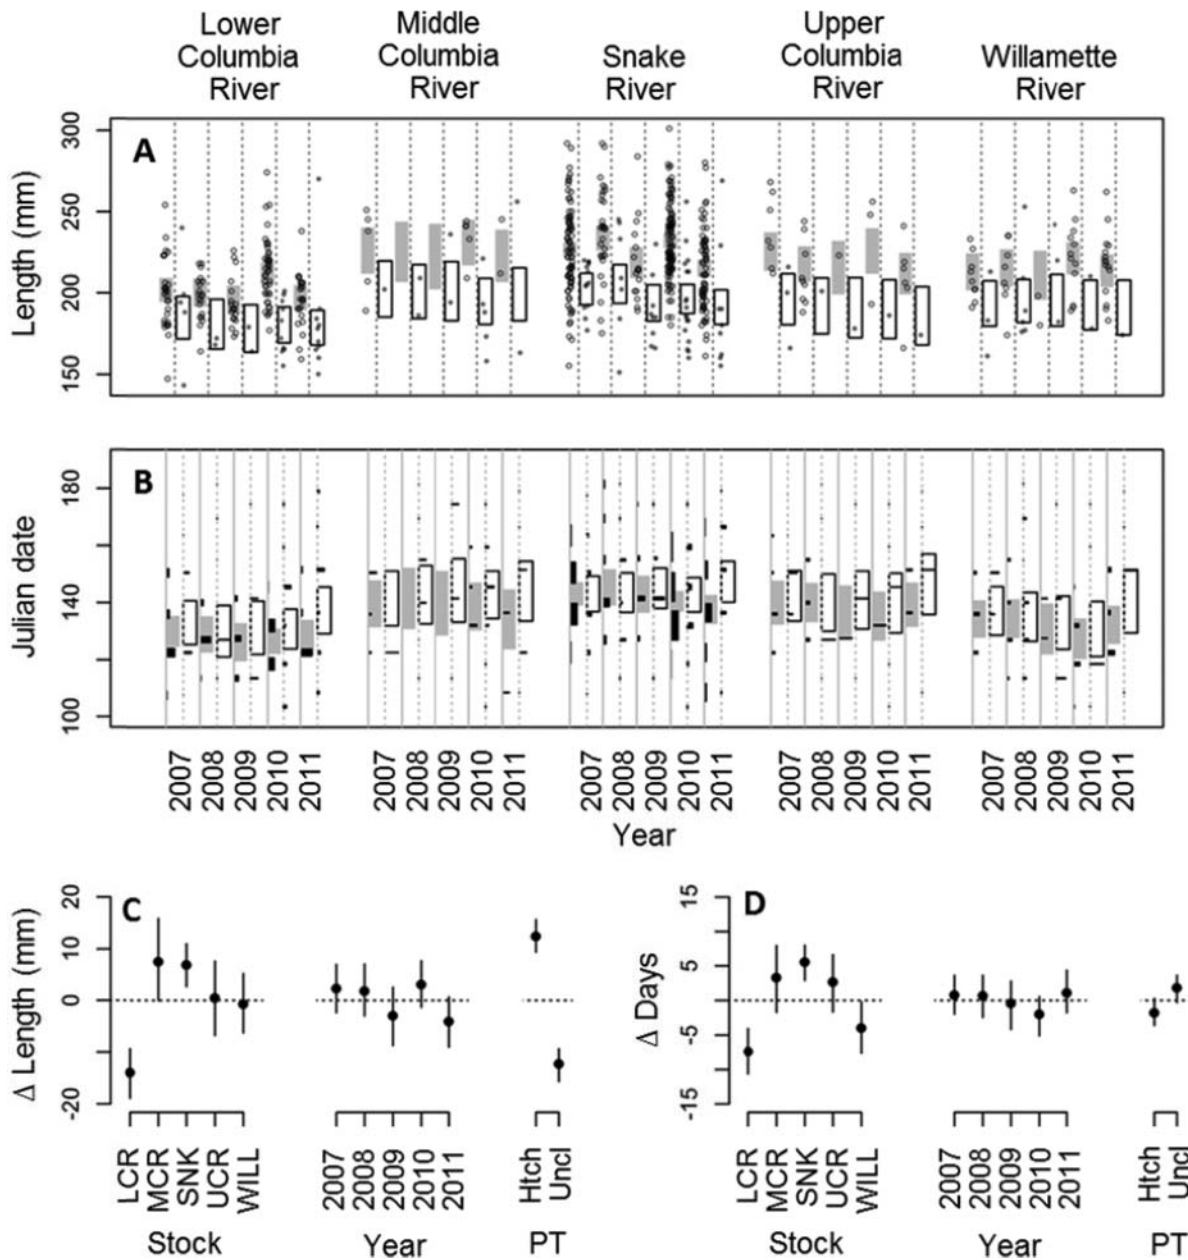 Lower Columbia River
Middle Columbia River
Snake River
Upper Columbia River
Willamette River
A
Length (mm)
300
250
200
150
B
Julian date
180
140
100
2007 2008 2009 2010 2011
2007 2008 2009 2010 2011
2007 2008 2009 2010 2011
2007 2008 2009 2010 2011
2007 2008 2009 2010 2011
Year
C
Δ Length (mm)
20
10
0
-20
LCR MCR SNK UCR WILL
2007 2008 2009 2010 2011
Htch Uncl
Stock
Year
PT
D
Δ Days
15
5
-5
-15
LCR MCR SNK UCR WILL
2007 2008 2009 2010 2011
Htch Uncl
Stock
Year
PT